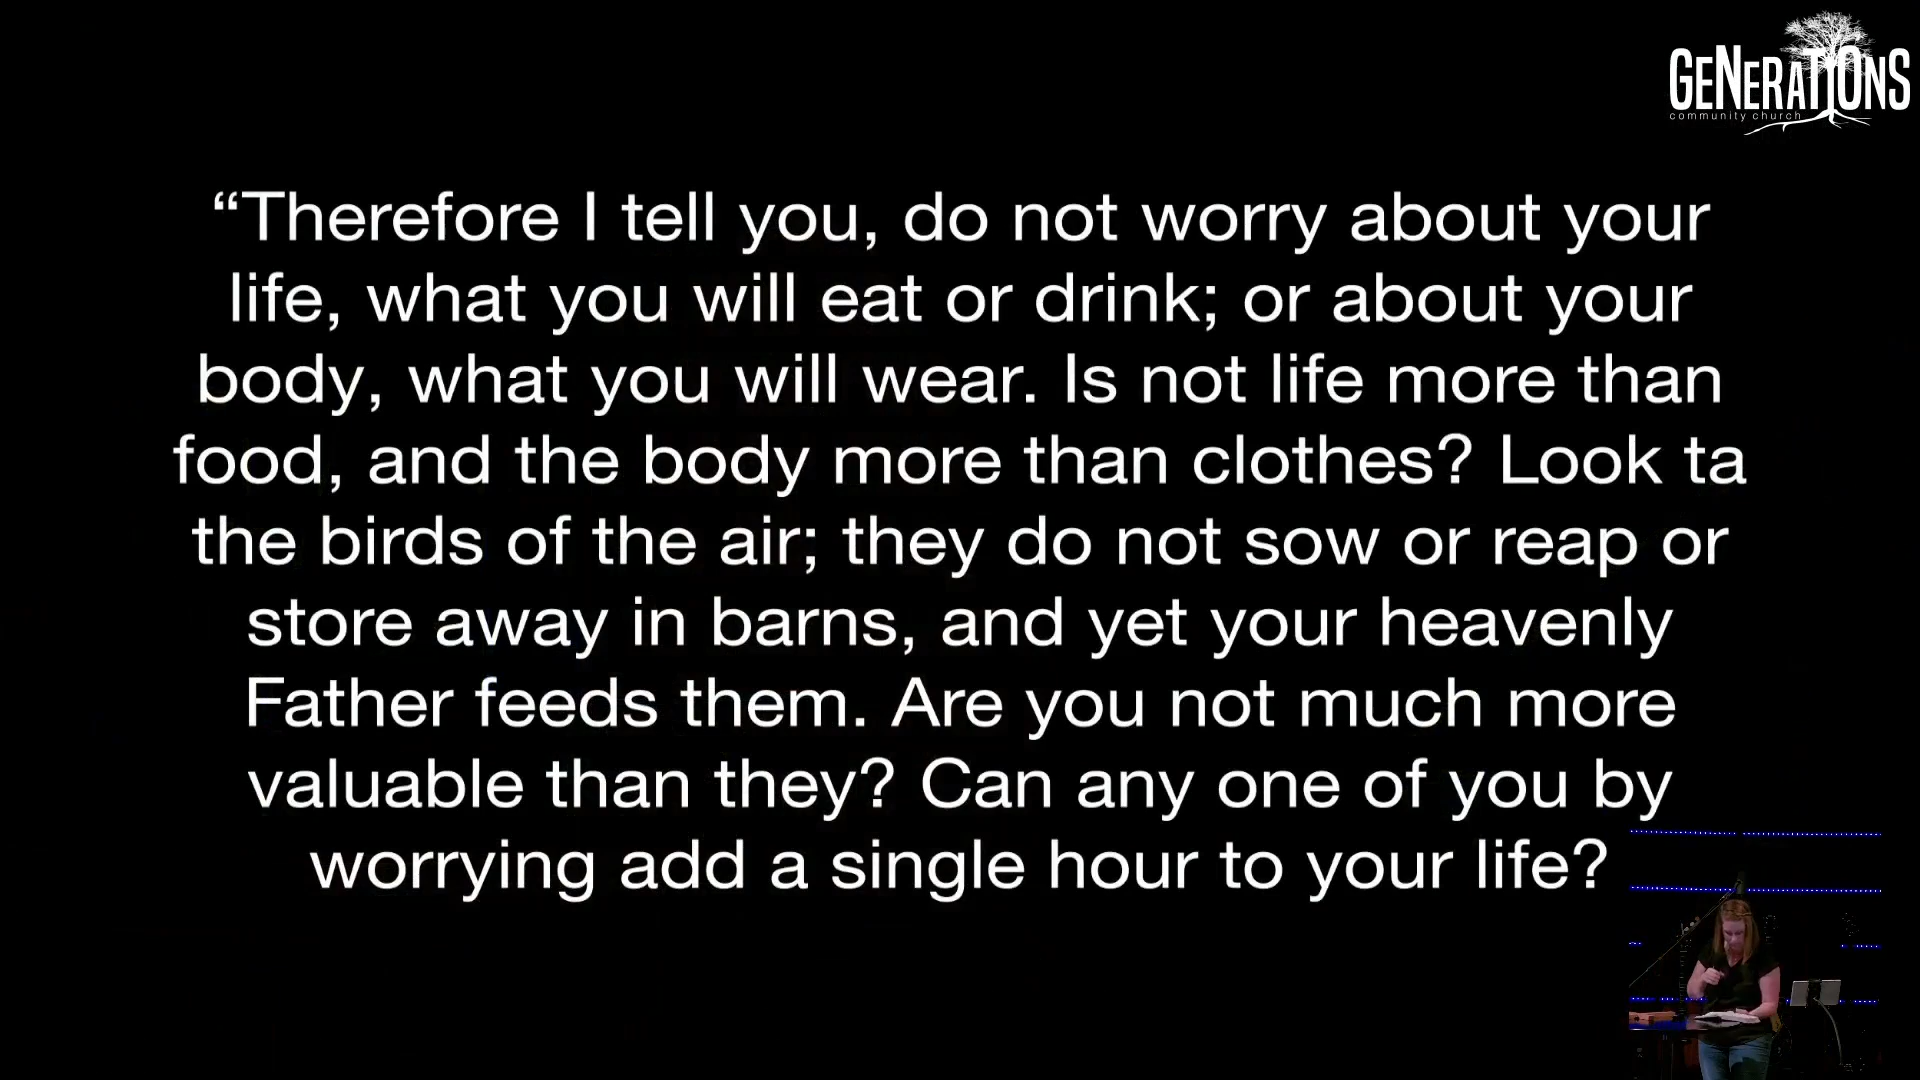 GENERATIONS
community church
“Therefore I tell you, do not worry about your
life, what you will eat or drink; or about your
body, what you will wear. Is not life more than
food, and the body more than clothes? Look ta
the birds of the air; they do not sow or reap or
store away in barns, and yet your heavenly
Father feeds them. Are you not much more
valuable than they? Can any one of you by
worrying add a single hour to your life?